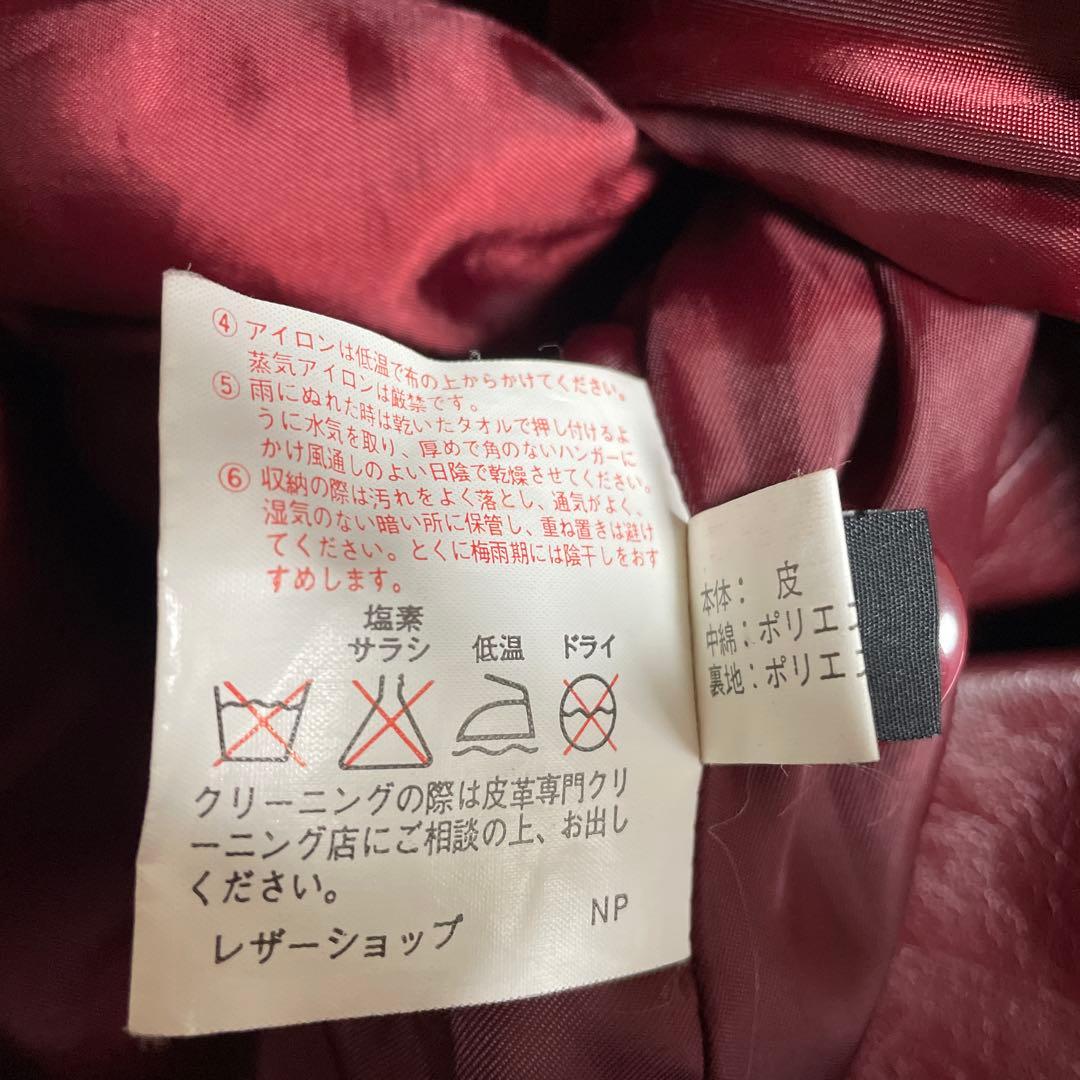 ④ アイロンは低温で布の上からかけてください。
蒸気アイロンは厳禁です。
⑤ 雨にぬれた時は乾いたタオルで押し付けるよ
うに水気を取り、厚めで角のないハンガーに
かけ風通しのよい日陰で乾燥させてください。
⑥ 収納の際は汚れをよく落とし、通気がよく、
湿気のない暗い所に保管し、重ね置きは避け
てください。とくに梅雨期には陰干しをおす
すめします。
塩素
サラシ 低温 ドライ
クリーニングの際は皮革専門クリ
ーニング店にご相談の上、お出し
ください。
レザーショップ NP
本体： 皮
中綿：ポリエ
裏地：ポリエ